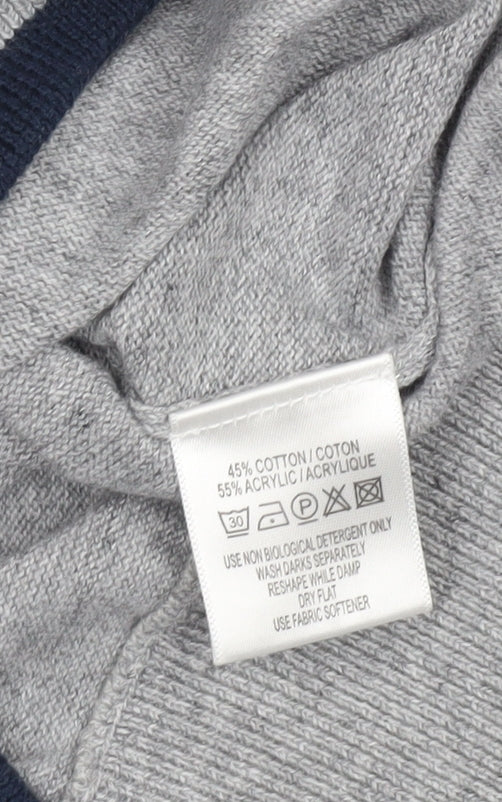 45% COTTON / COTON
55% ACRYLIC / ACRYLIQUE
30 P
USE NON BIOLOGICAL DETERGENT ONLY
WASH DARKS SEPARATELY
RESHAPE WHILE DAMP
DRY FLAT
USE FABRIC SOFTENER